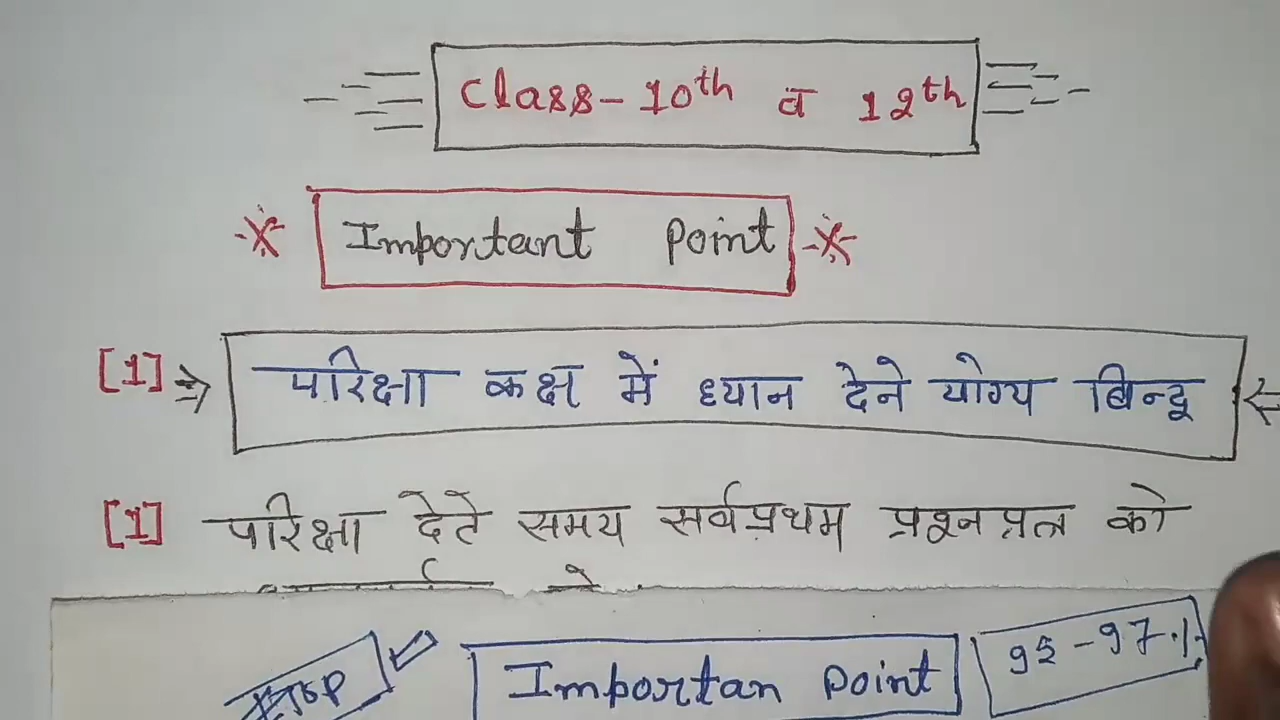 Class - 10th व 12th
Important Point
[1] ⇒ परिक्षा कक्ष में ध्यान देने योग्य बिन्दू
[1] परिक्षा देते समय सर्वप्रथम प्रश्नपत्र को
Importan Point
95 - 97%